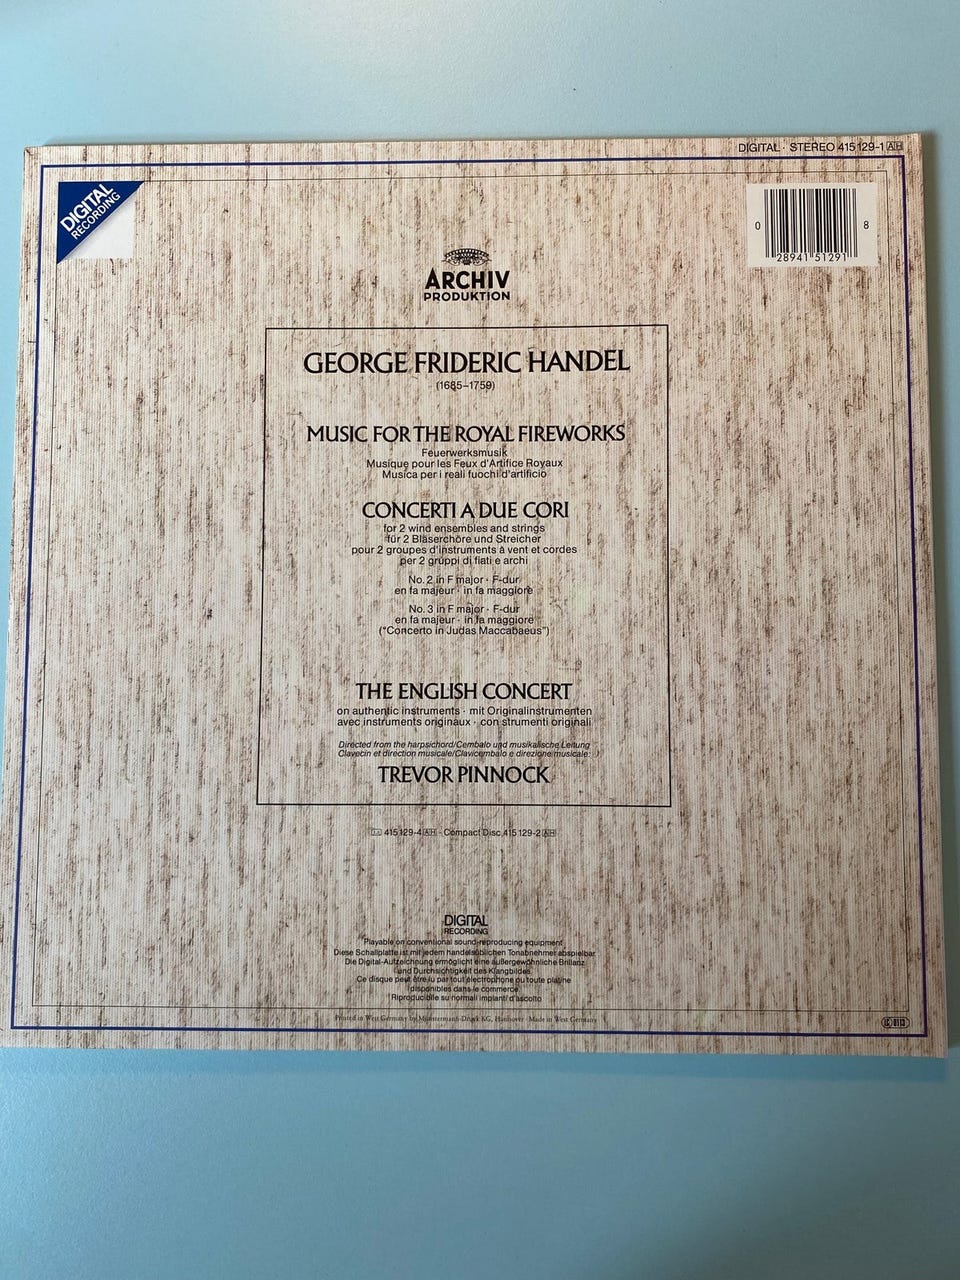 DIGITAL · STEREO 415 129-1 AH
DIGITAL
RECORDING
0 28941 51291 8
ARCHIV
PRODUKTION
GEORGE FRIDERIC HANDEL
(1685–1759)
MUSIC FOR THE ROYAL FIREWORKS
Feuerwerksmusik
Musique pour les Feux d'Artifice Royaux
Musica per i reali fuochi d'artificio
CONCERTI A DUE CORI
for 2 wind ensembles and strings
für 2 Bläserchöre und Streicher
pour 2 groupes d'instruments à vent et cordes
per 2 gruppi di fiati e archi
No. 2 in F major · F-dur
en fa majeur · in fa maggiore
No. 3 in F major · F-dur
en fa majeur · in fa maggiore
("Concerto in Judas Maccabaeus")
THE ENGLISH CONCERT
on authentic instruments · mit Originalinstrumenten
avec instruments originaux · con strumenti originali
Directed from the harpsichord/Cembalo und musikalische Leitung
Clavecin et direction musicale/Clavicembalo e direzione musicale:
TREVOR PINNOCK
415 129-4 AH - Compact Disc 415 129-2 AH
DIGITAL
RECORDING
Playable on conventional sound-reproducing equipment
Diese Schallplatte ist mit jedem handelsüblichen Tonabnehmer abspielbar
Die Digital-Aufzeichnung ermöglicht eine außergewöhnliche Brillanz
und Durchsichtigkeit des Klangbildes.
Ce disque peut être lu par tout électrophone ou toute platine
disponibles dans le commerce
Riproducibile su normali impianti d'ascolto
Printed in West Germany by Münstermann-Druck KG, Hannover · Made in West Germany